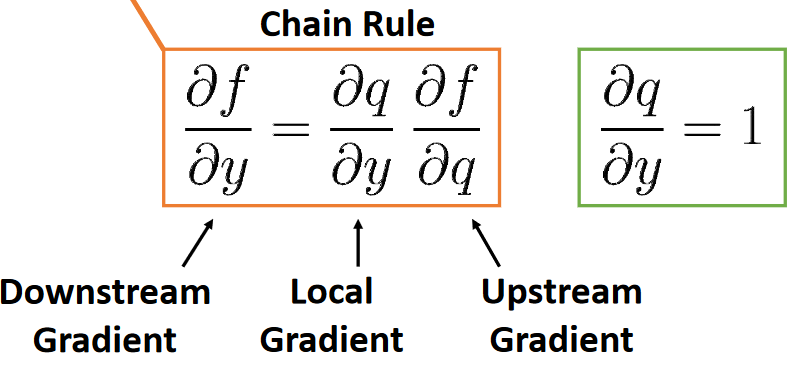 Chain Rule
∂f/∂y = ∂q/∂y ∂f/∂q
∂q/∂y = 1
Downstream Gradient
Local Gradient
Upstream Gradient